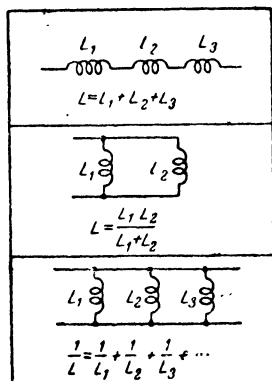 L₁ L₂ L₃
L=L₁+L₂+L₃
L₁ L₂
L=L₁L₂/L₁+L₂
L₁ L₂ L₃ ...
1/L=1/L₁+1/L₂+1/L₃+...